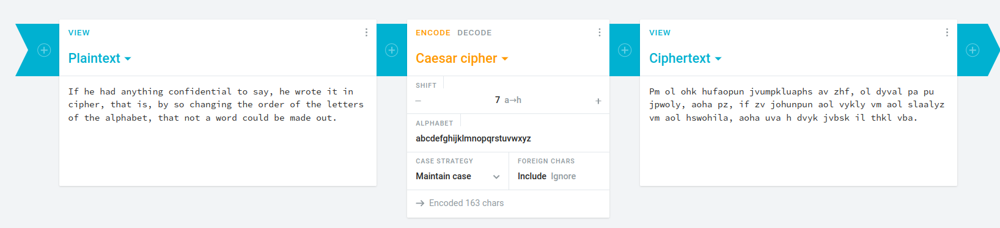 VIEW
Plaintext
If he had anything confidential to say, he wrote it in
cipher, that is, by so changing the order of the letters
of the alphabet, that not a word could be made out.
ENCODE DECODE
Caesar cipher
SHIFT
− 7 a→h +
ALPHABET
abcdefghijklmnopqrstuvwxyz
CASE STRATEGY FOREIGN CHARS
Maintain case Include Ignore
→ Encoded 163 chars
VIEW
Ciphertext
Pm ol ohk hufaopun jvumpkluaphs av zhf, ol dyval pa pu
jpwoly, aoha pz, if zv johunpun aol vykly vm aol slaalyz
vm aol hswohila, aoha uva h dvyk jvbsk il thkl vba.